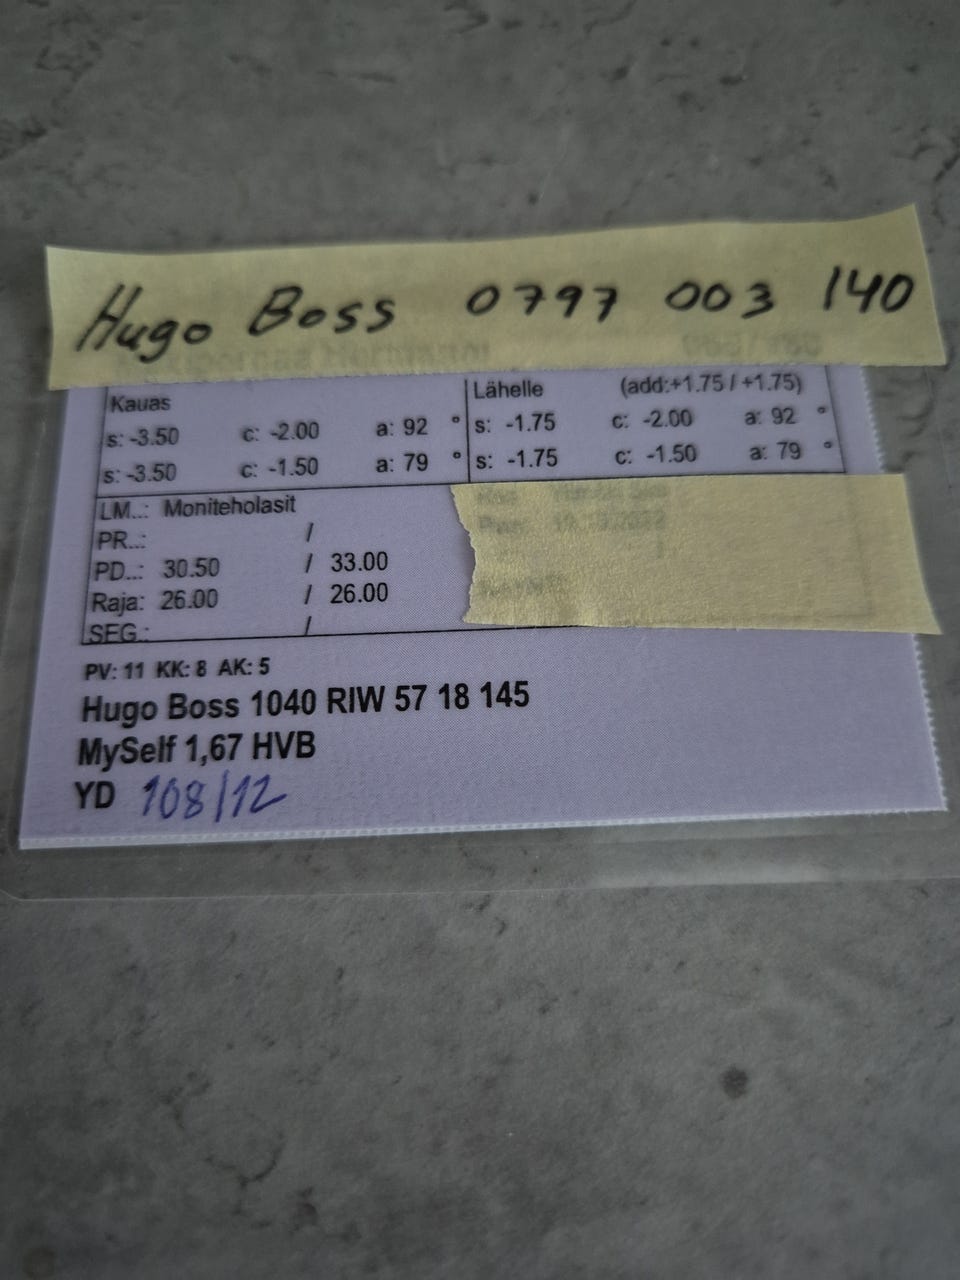 Hugo Boss 0797 003 140
Kauas Lähelle (add:+1.75 / +1.75)
s: -3.50 c: -2.00 a: 92 ° s: -1.75 c: -2.00 a: 92 °
s: -3.50 c: -1.50 a: 79 ° s: -1.75 c: -1.50 a: 79 °
LM..: Moniteholasit
PR..: /
PD..: 30.50 / 33.00
Raja: 26.00 / 26.00
SEG.: /
PV: 11 KK: 8 AK: 5
Hugo Boss 1040 RIW 57 18 145
MySelf 1,67 HVB
YD 108/12